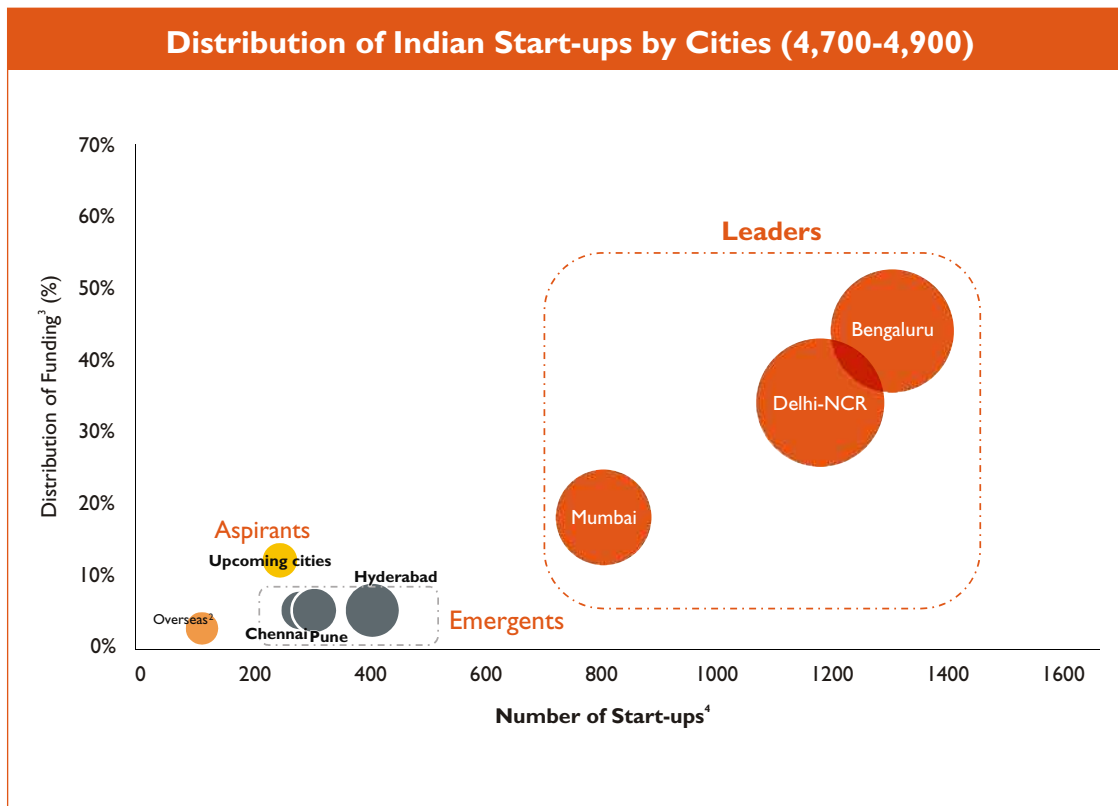 Distribution of Indian Start-ups by Cities (4,700-4,900)
70%
60%
50%
40%
30%
20%
10%
0%
Distribution of Funding³ (%)
Leaders
Bengaluru
Delhi-NCR
Mumbai
Aspirants
Upcoming cities
Hyderabad
Overseas²
Chennai
Pune
Emergents
0 200 400 600 800 1000 1200 1400 1600
Number of Start-ups⁴